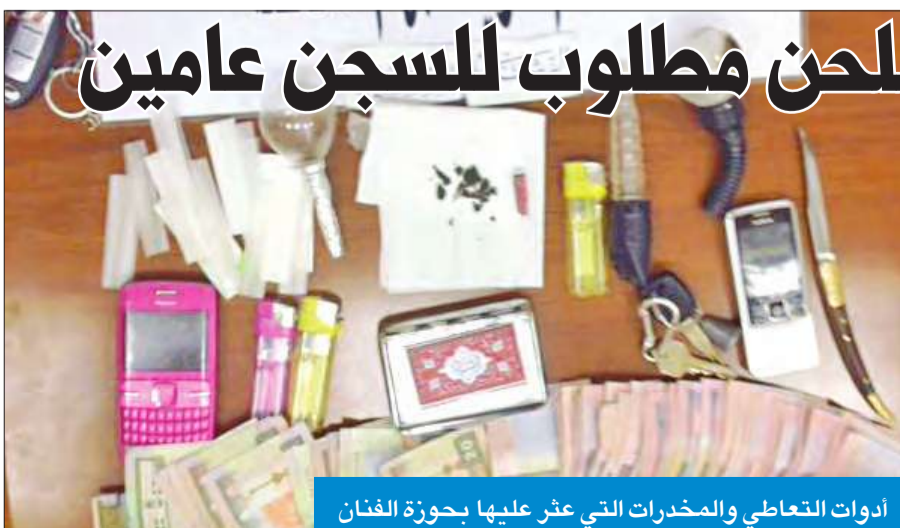 لحن مطلوب للسجن عامين
أدوات التعاطي والمخدرات التي عثر عليها بحوزة الفنان